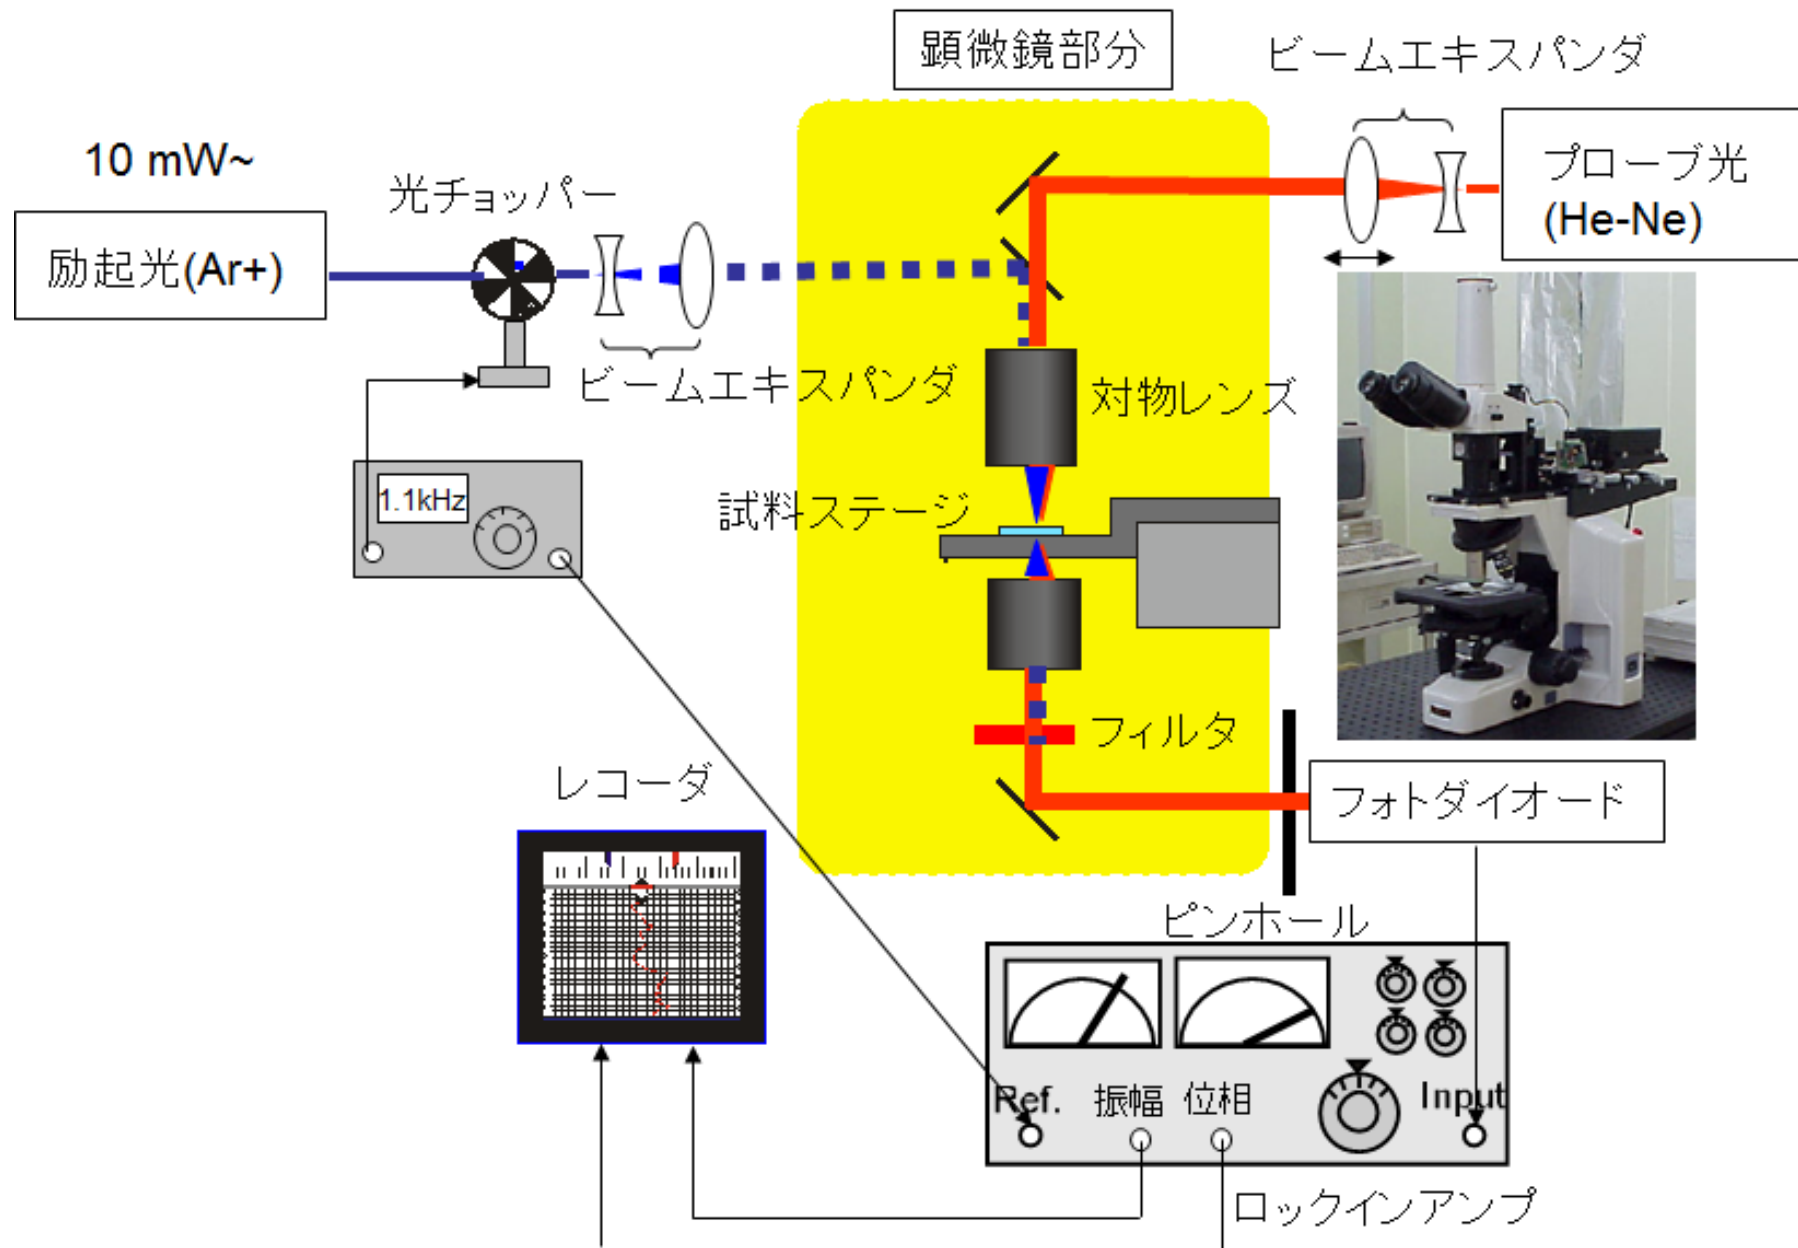 顕微鏡部分
ビームエキスパンダ
10 mW~
光チョッパー
プローブ光
(He-Ne)
励起光(Ar+)
ビームエキスパンダ
対物レンズ
1.1kHz
試料ステージ
フィルタ
レコーダ
フォトダイオード
ピンホール
Ref. 振幅 位相 Input
ロックインアンプ